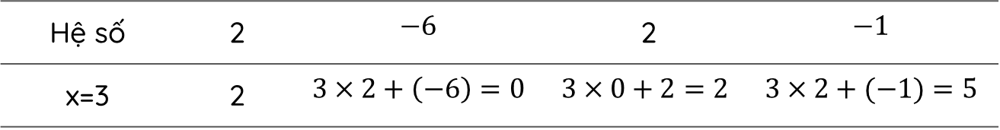 Hệ số 2 −6 2 −1
x=3 2 3 × 2 + (−6) = 0 3 × 0 + 2 = 2 3 × 2 + (−1) = 5